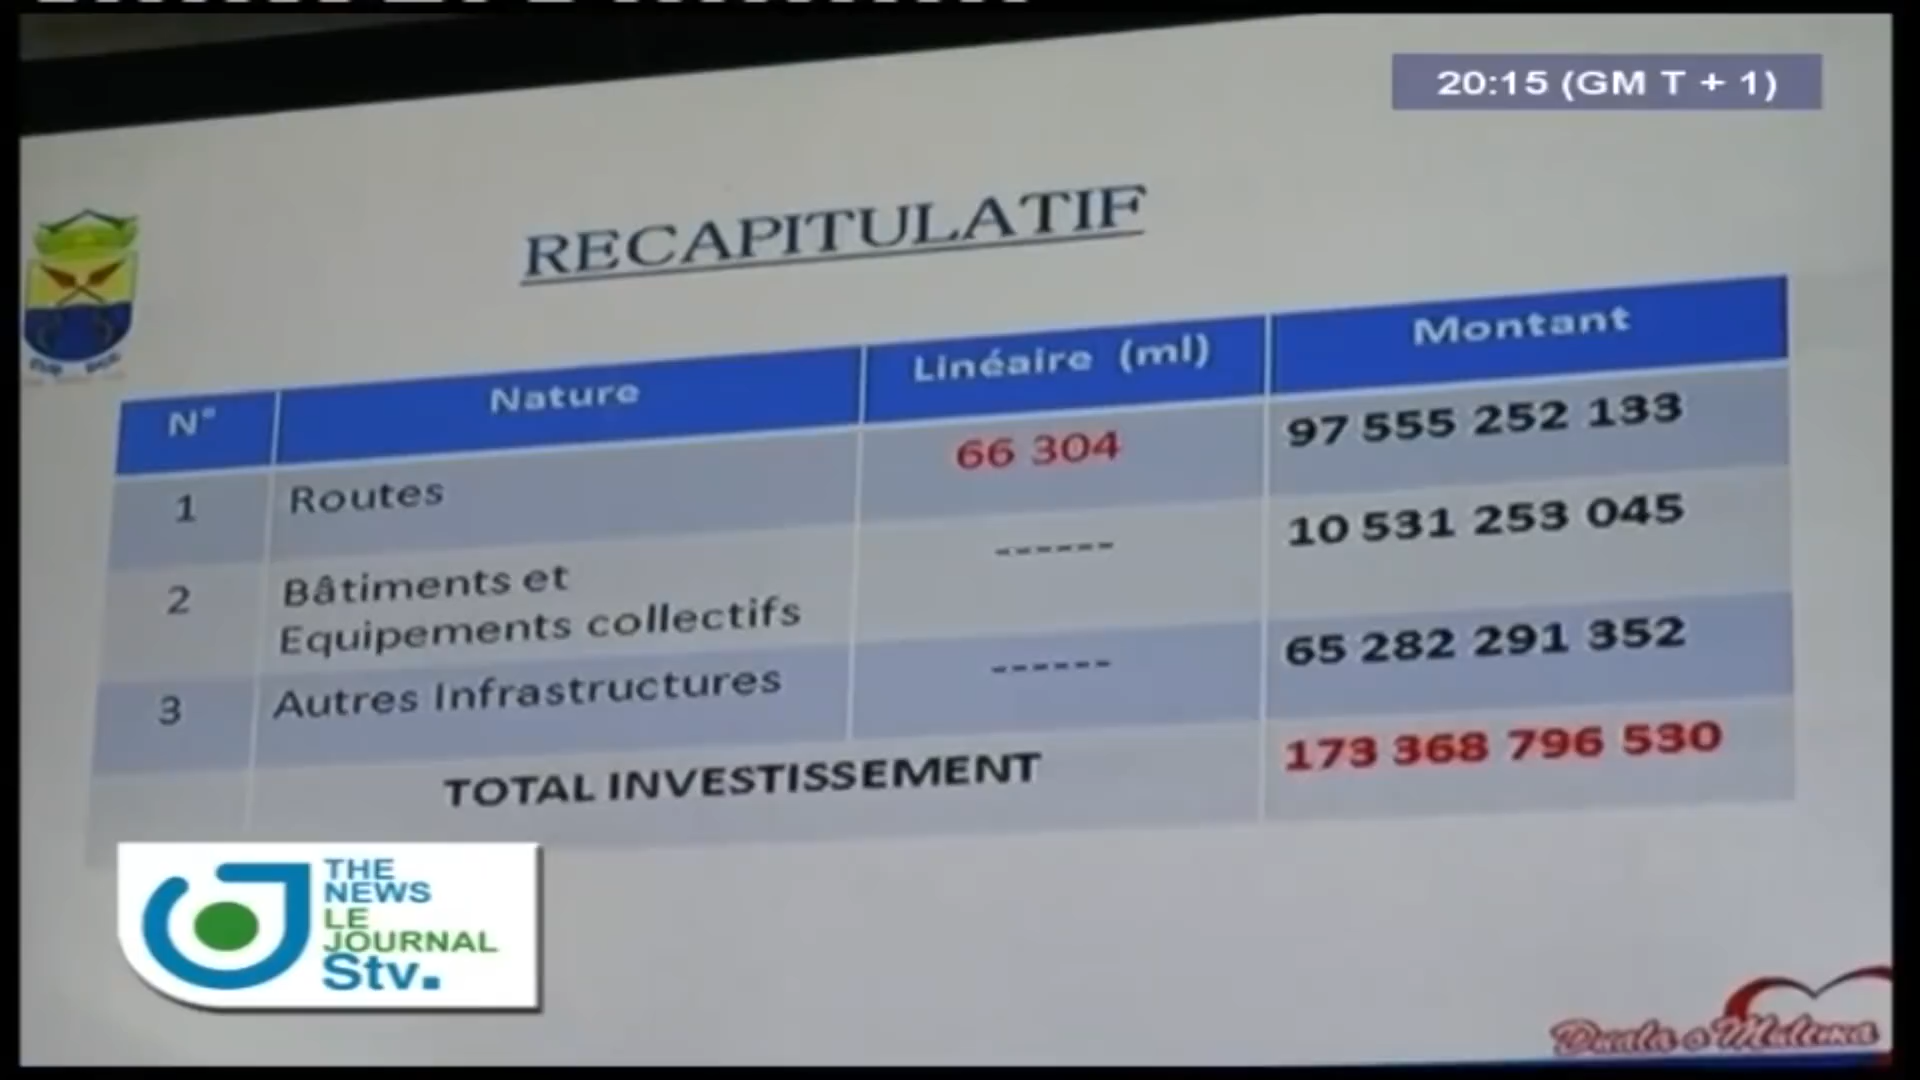 20:15 (GM T + 1)
RECAPITULATIF
N° Nature Linéaire (ml) Montant
1 Routes 66 304 97 555 252 133
2 Bâtiments et
Equipements collectifs ------ 10 531 253 045
3 Autres Infrastructures ------ 65 282 291 352
TOTAL INVESTISSEMENT 173 368 796 530
THE
NEWS
LE
JOURNAL
Stv.
Duala o Mulema